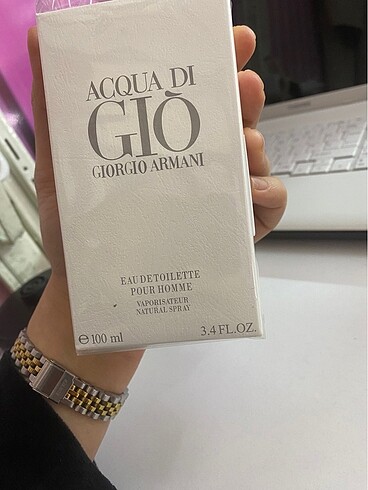 ACQUA DI
GIÒ
GIORGIO ARMANI
EAU DE TOILETTE
POUR HOMME
VAPORISATEUR
NATURAL SPRAY
℮ 100 ml
3.4 FL.OZ.